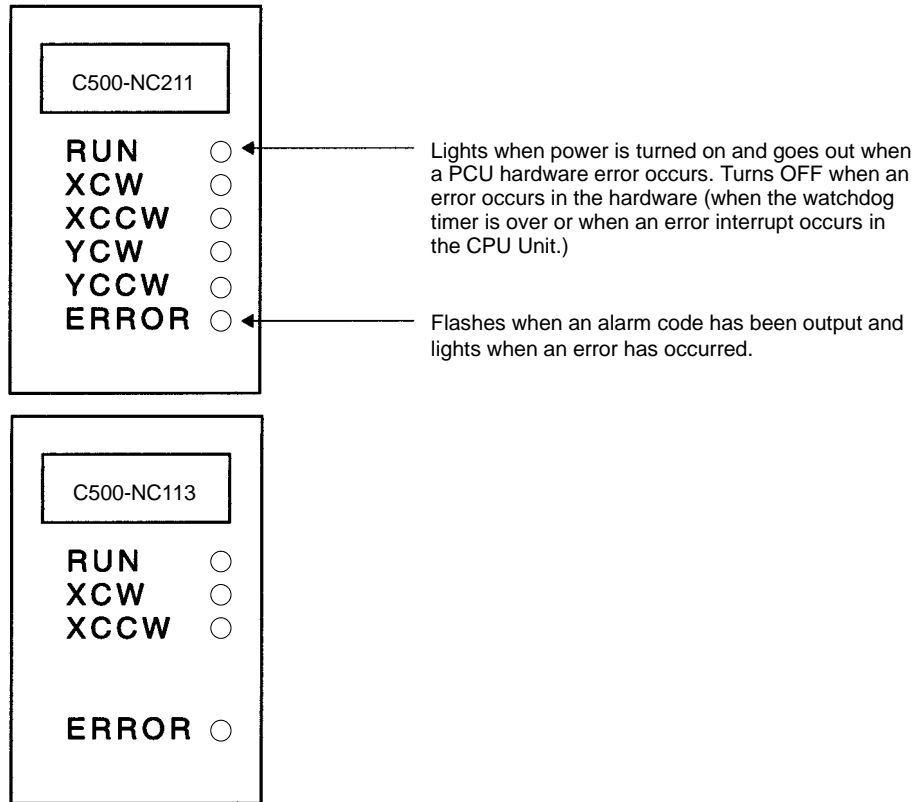 C500-NC211
RUN
XCW
XCCW
YCW
YCCW
ERROR
Lights when power is turned on and goes out when
a PCU hardware error occurs. Turns OFF when an
error occurs in the hardware (when the watchdog
timer is over or when an error interrupt occurs in
the CPU Unit.)
Flashes when an alarm code has been output and
lights when an error has occurred.
C500-NC113
RUN
XCW
XCCW
ERROR